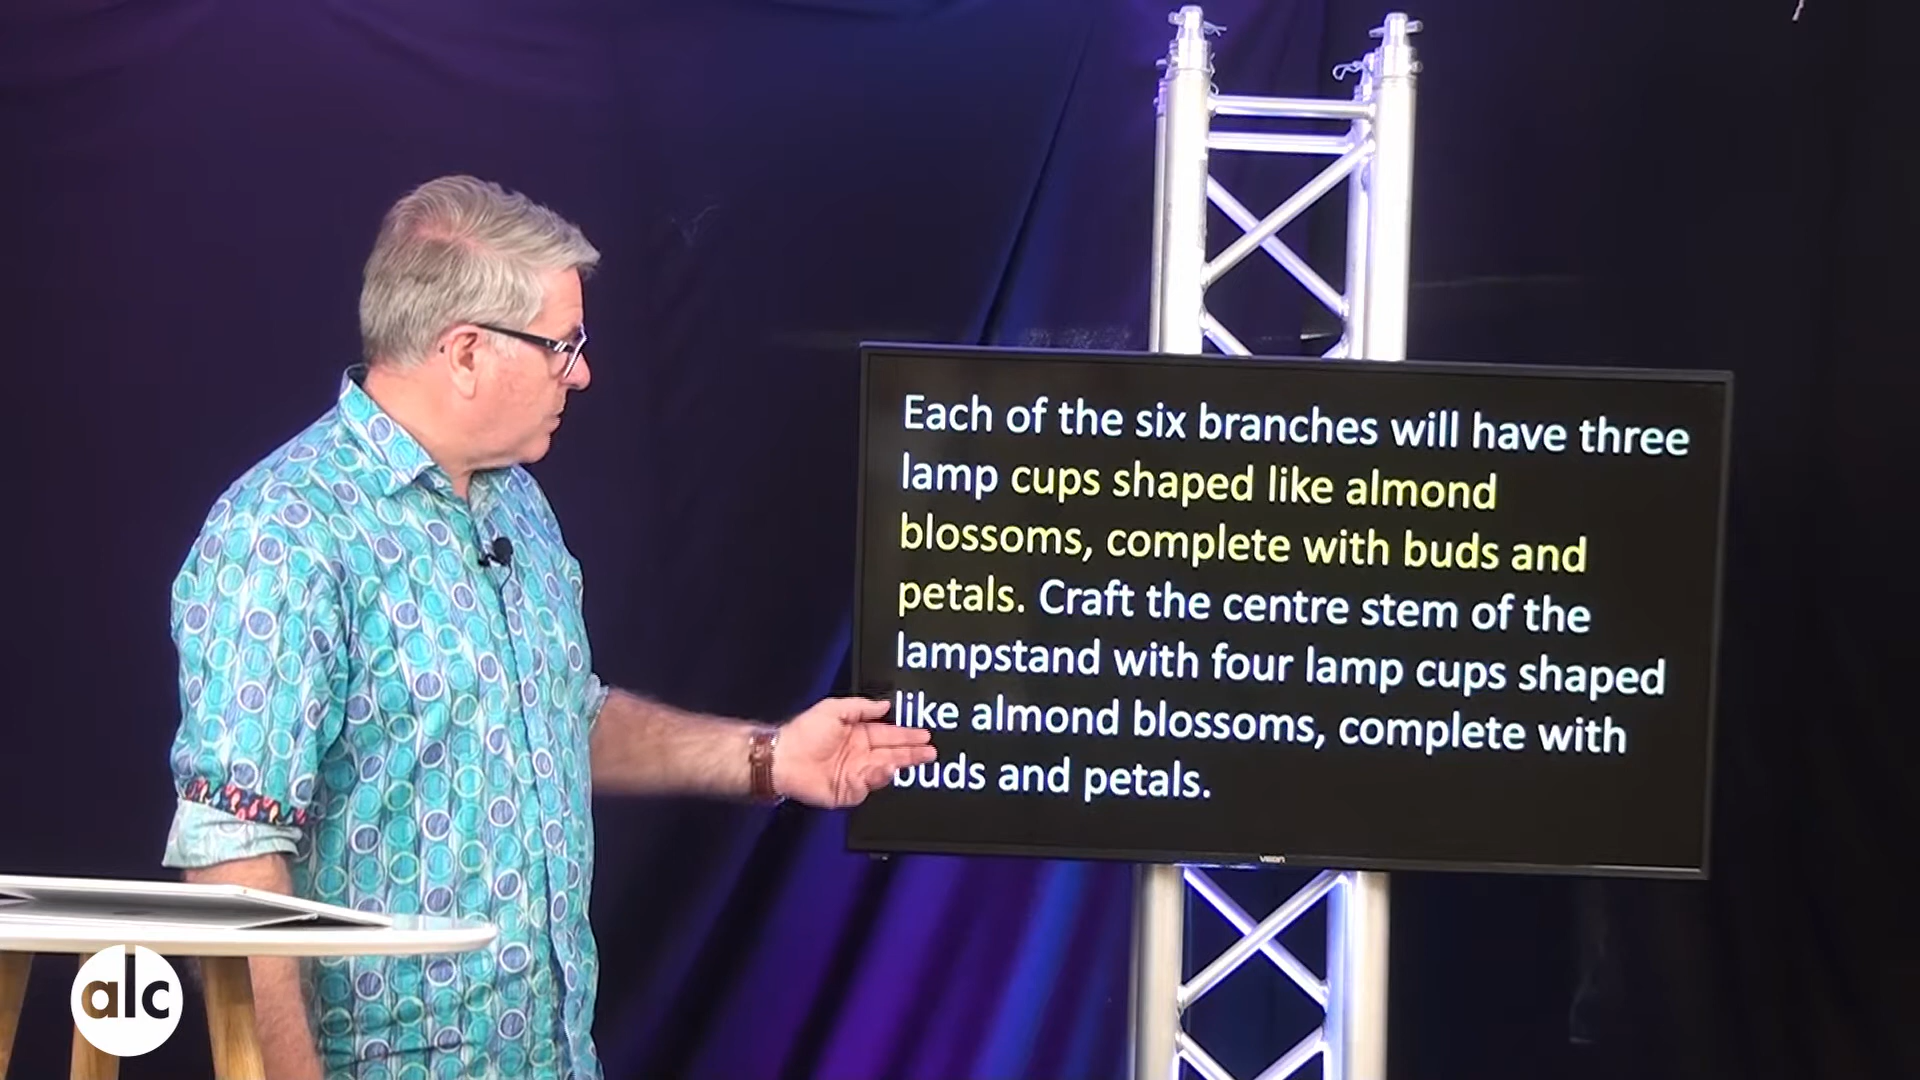 Each of the six branches will have three
lamp cups shaped like almond
blossoms, complete with buds and
petals. Craft the centre stem of the
lampstand with four lamp cups shaped
like almond blossoms, complete with
buds and petals.
veon
alc